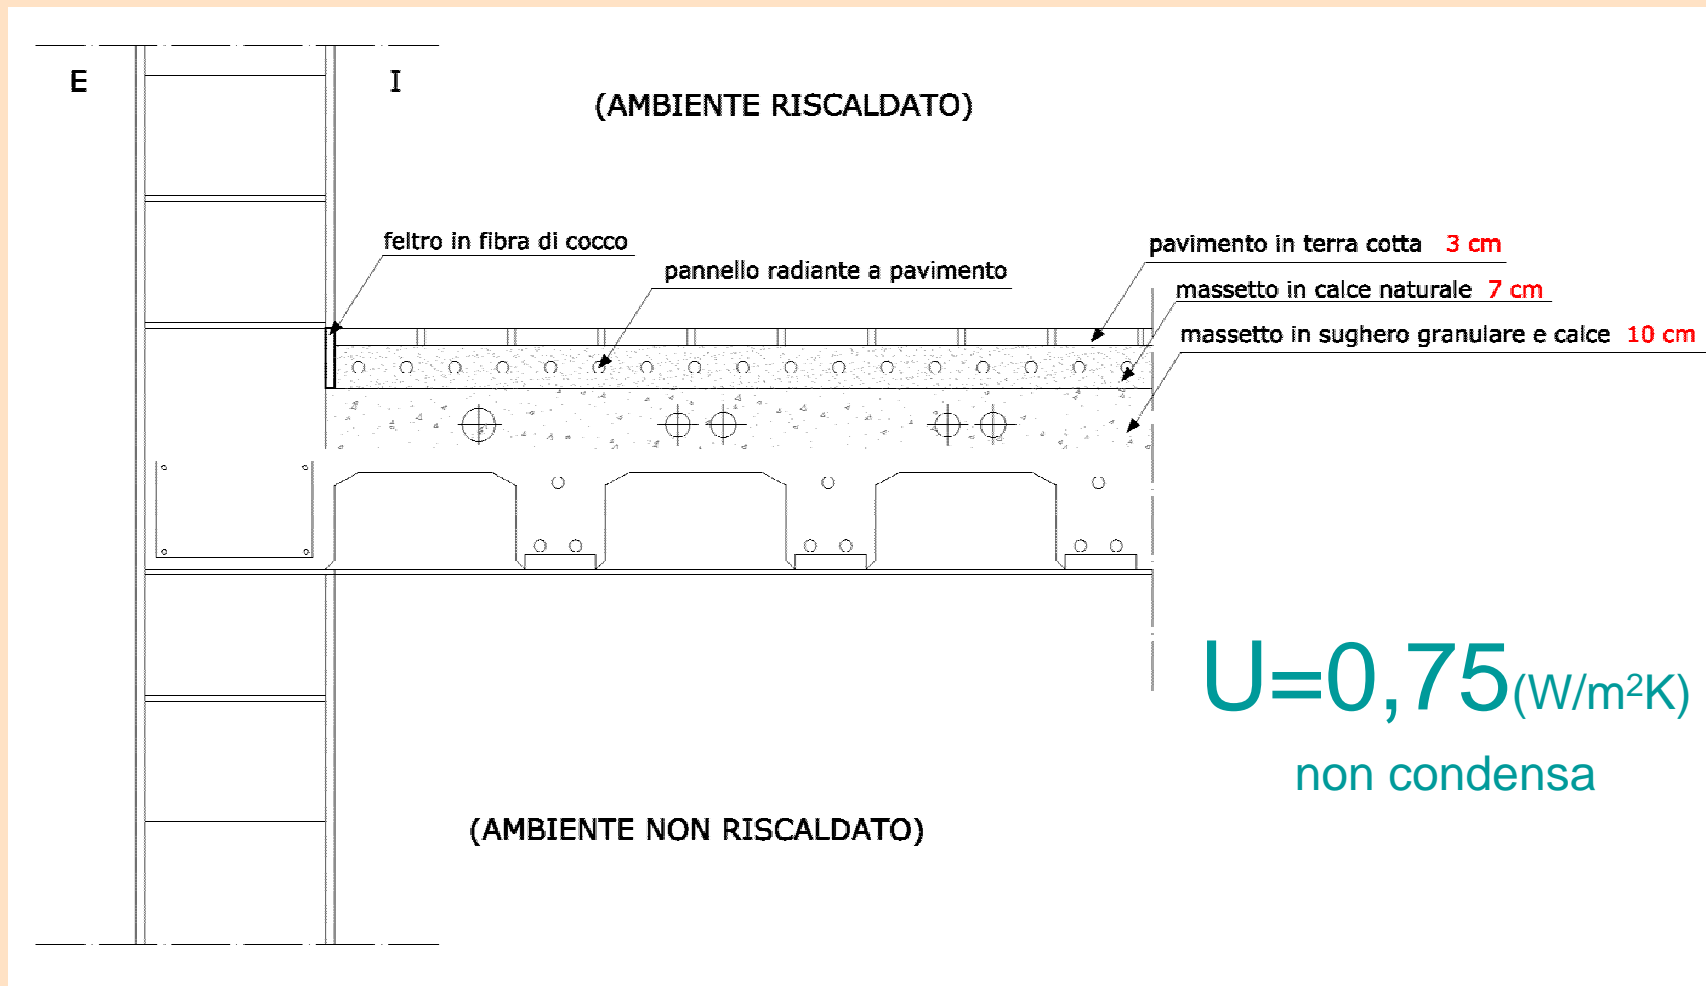 E
I
(AMBIENTE RISCALDATO)
feltro in fibra di cocco
pannello radiante a pavimento
pavimento in terra cotta 3 cm
massetto in calce naturale 7 cm
massetto in sughero granulare e calce 10 cm
U=0,75(W/m²K)
non condensa
(AMBIENTE NON RISCALDATO)